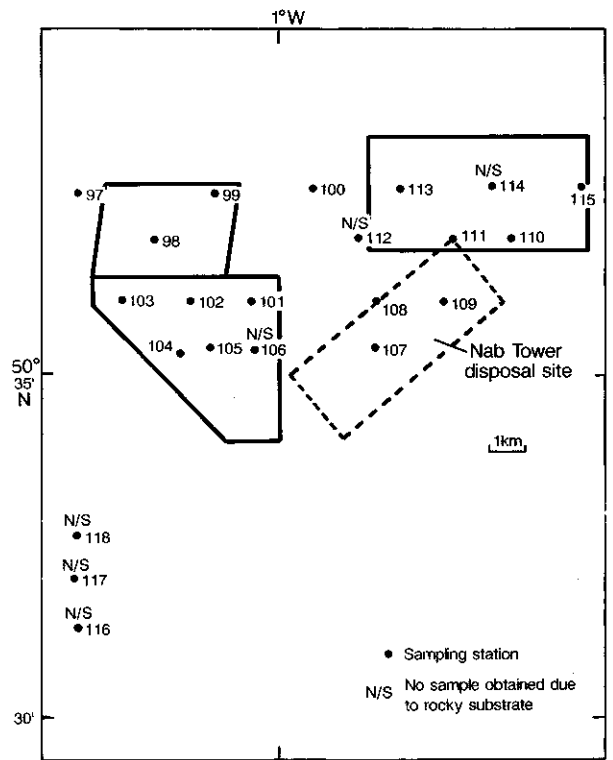 1°W
N/S
97
99
100
113
114
115
N/S
98
112
111
110
103
102
101
108
109
N/S
104
105
106
107
Nab Tower
disposal site
50°
35'
N
1km
N/S
118
N/S
117
N/S
116
Sampling station
N/S No sample obtained due
to rocky substrate
30'